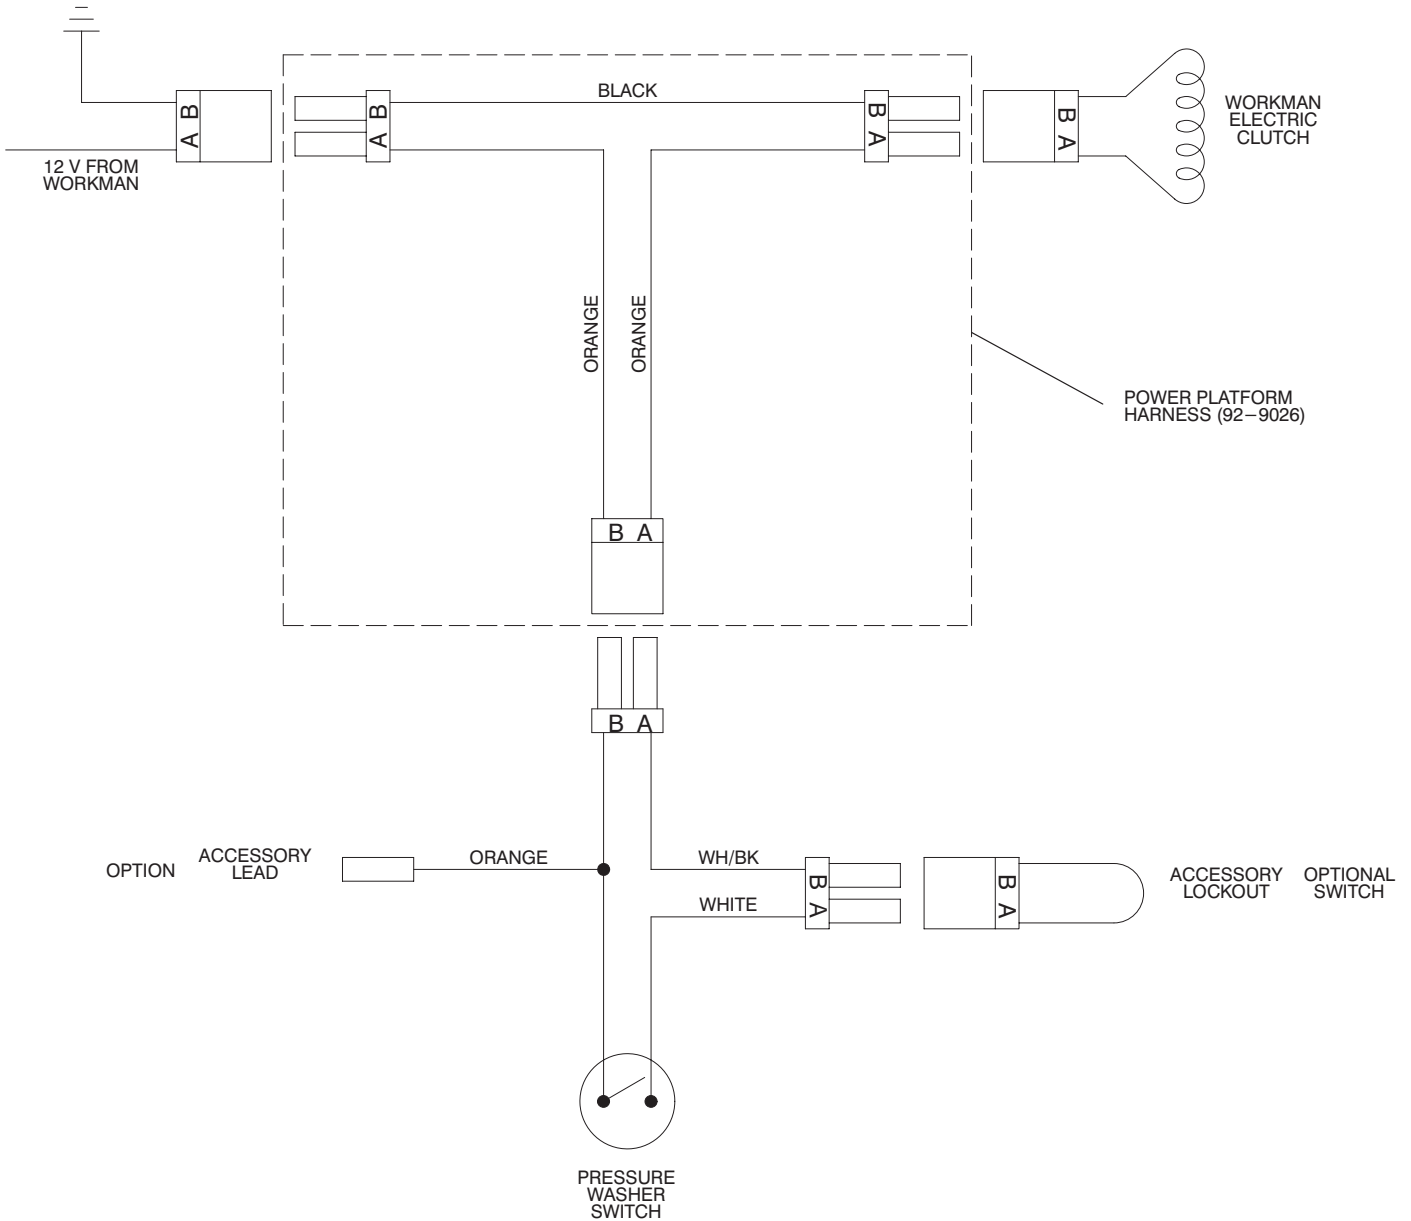 BLACK
B
A
B
A
B
A
B
A
WORKMAN
ELECTRIC
CLUTCH
12 V FROM
WORKMAN
ORANGE
ORANGE
POWER PLATFORM
HARNESS (92–9026)
B A
B A
OPTION
ACCESSORY
LEAD
ORANGE
WH/BK
WHITE
B
A
B
A
ACCESSORY
LOCKOUT
OPTIONAL
SWITCH
PRESSURE
WASHER
SWITCH